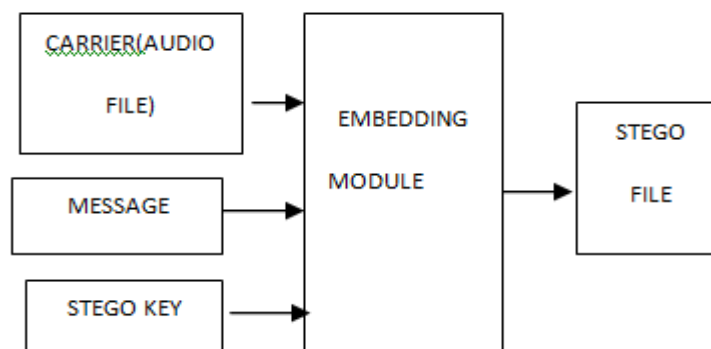 CARRIER(AUDIO
FILE)
MESSAGE
STEGO KEY
EMBEDDING
MODULE
STEGO
FILE